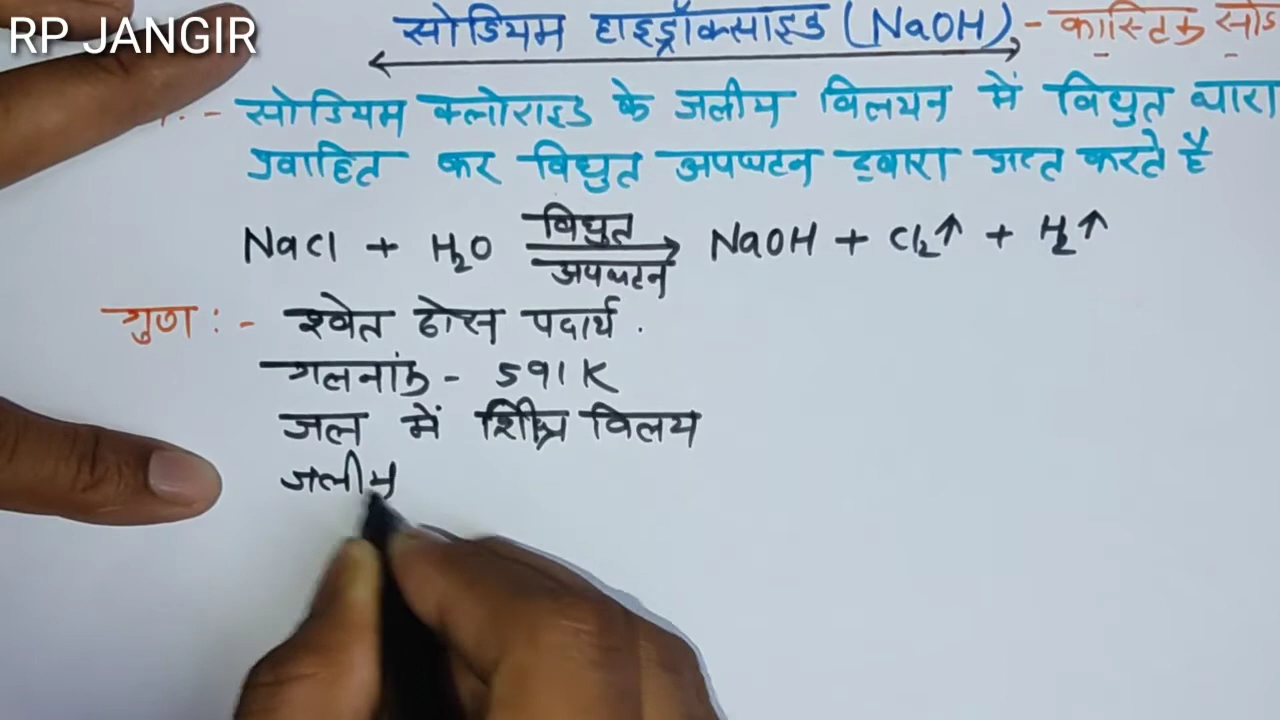 RP JANGIR
सोडियम हाइड्रॉक्साइड (NaOH) - कास्टिक सोड
:- सोडियम क्लोराइड के जलीय विलयन में विधुत धारा
प्रवाहित कर विधुत अपघटन द्वारा प्राप्त करते है
NaCl + H₂O विधुत अपघटन → NaOH + Cl₂↑ + H₂↑
गुण :- श्वेत ठोस पदार्थ .
गलनांक - 591 K
जल में शीघ्र विलय
जलीय